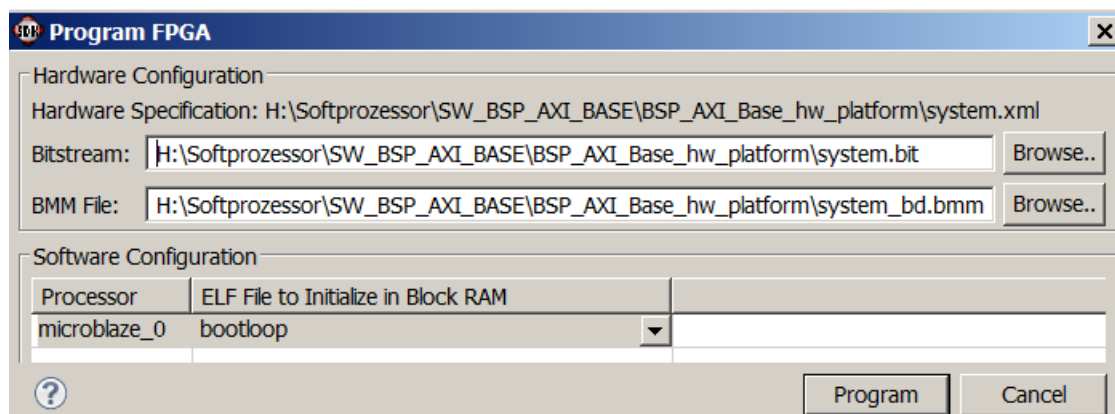 SDK Program FPGA
Hardware Configuration
Hardware Specification: H:\Softprozessor\SW_BSP_AXI_BASE\BSP_AXI_Base_hw_platform\system.xml
Bitstream: H:\Softprozessor\SW_BSP_AXI_BASE\BSP_AXI_Base_hw_platform\system.bit Browse..
BMM File: H:\Softprozessor\SW_BSP_AXI_BASE\BSP_AXI_Base_hw_platform\system_bd.bmm Browse..
Software Configuration
Processor ELF File to Initialize in Block RAM
microblaze_0 bootloop
? Program Cancel